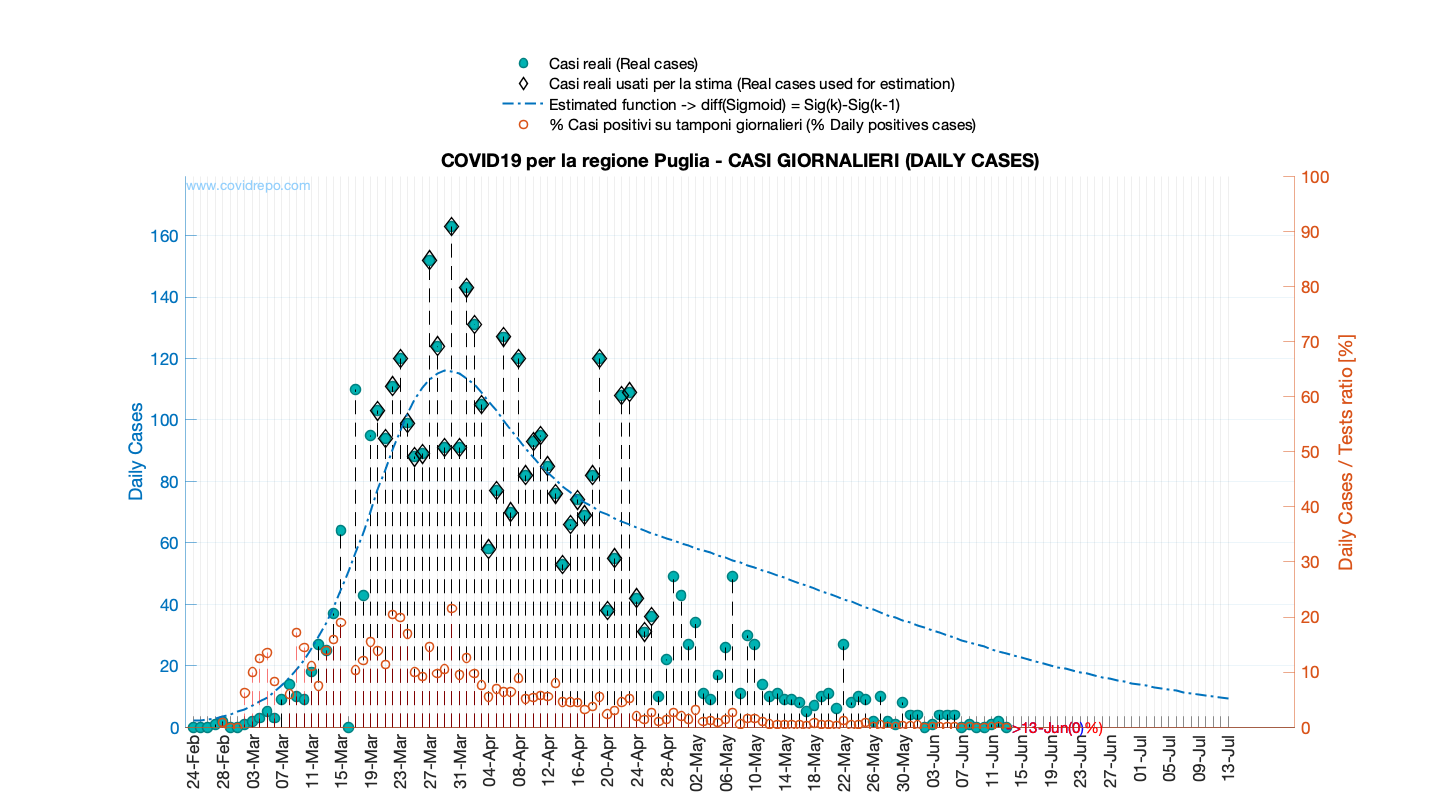 Casi reali (Real cases)
Casi reali usati per la stima (Real cases used for estimation)
Estimated function -> diff(Sigmoid) = Sig(k)-Sig(k-1)
% Casi positivi su tamponi giornalieri (% Daily positives cases)
COVID19 per la regione Puglia - CASI GIORNALIERI (DAILY CASES)
www.covidrepo.com
Daily Cases
160
140
120
100
80
60
40
20
0
100
90
80
70
60
50
40
30
20
10
0
Daily Cases / Tests ratio [%]
>13-Jun(0%)
24-Feb
28-Feb
03-Mar
07-Mar
11-Mar
15-Mar
19-Mar
23-Mar
27-Mar
31-Mar
04-Apr
08-Apr
12-Apr
16-Apr
20-Apr
24-Apr
28-Apr
02-May
06-May
10-May
14-May
18-May
22-May
26-May
30-May
03-Jun
07-Jun
11-Jun
15-Jun
19-Jun
23-Jun
27-Jun
01-Jul
05-Jul
09-Jul
13-Jul